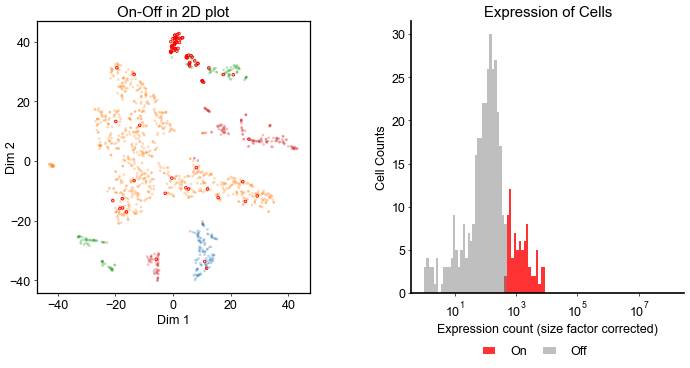 On-Off in 2D plot
40
20
0
−20
−40
Dim 2
−40 −20 0 20 40
Dim 1
Expression of Cells
30
25
20
15
10
5
0
Cell Counts
10^1 10^3 10^5 10^7
Expression count (size factor corrected)
On Off